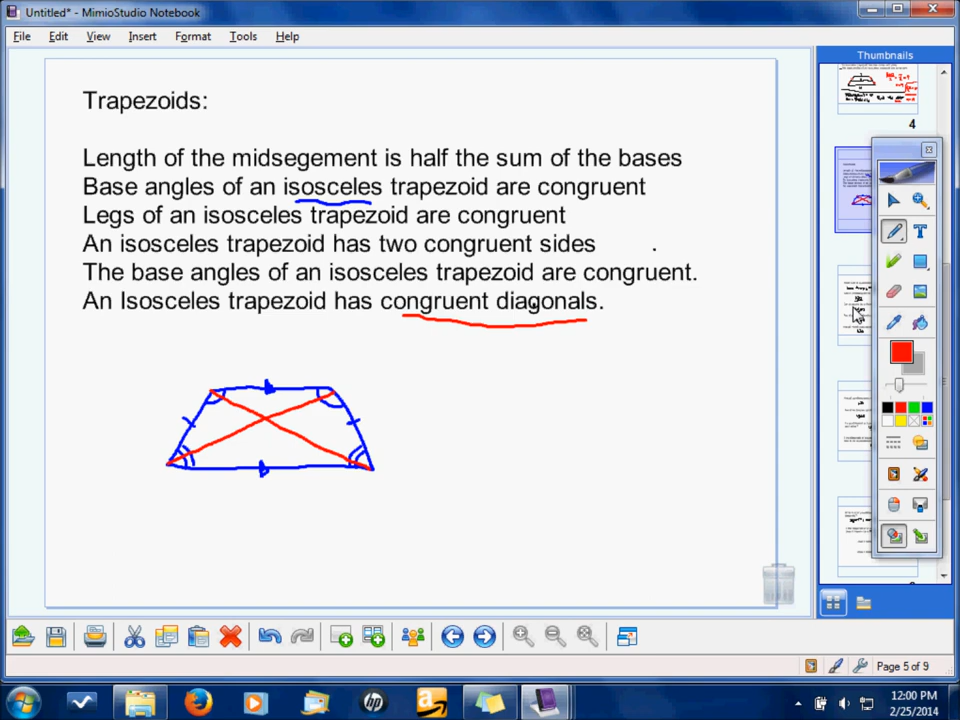 Untitled* - MimioStudio Notebook
File Edit View Insert Format Tools Help
Thumbnails
Trapezoids:
Length of the midsegement is half the sum of the bases
Base angles of an isosceles trapezoid are congruent
Legs of an isosceles trapezoid are congruent
An isosceles trapezoid has two congruent sides .
The base angles of an isosceles trapezoid are congruent.
An Isosceles trapezoid has congruent diagonals.
4
T
Page 5 of 9
hp
a
12:00 PM
2/25/2014